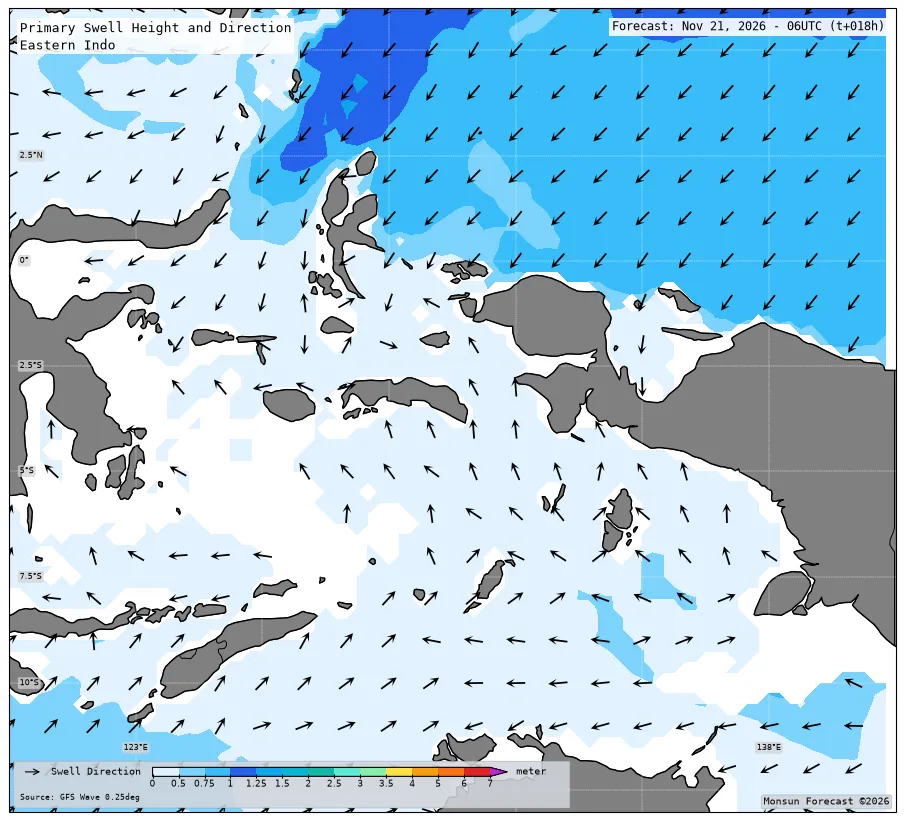 Primary Swell Height and Direction
Eastern Indo
Forecast: Nov 21, 2026 - 06UTC (t+018h)
2.5°N
0°
2.5°S
5°S
7.5°S
10°S
123°E
138°E
Swell Direction
meter
0 0.5 0.75 1 1.25 1.5 2 2.5 3 3.5 4 5 6 7
Source: GFS Wave 0.25deg
Monsun Forecast ©2026